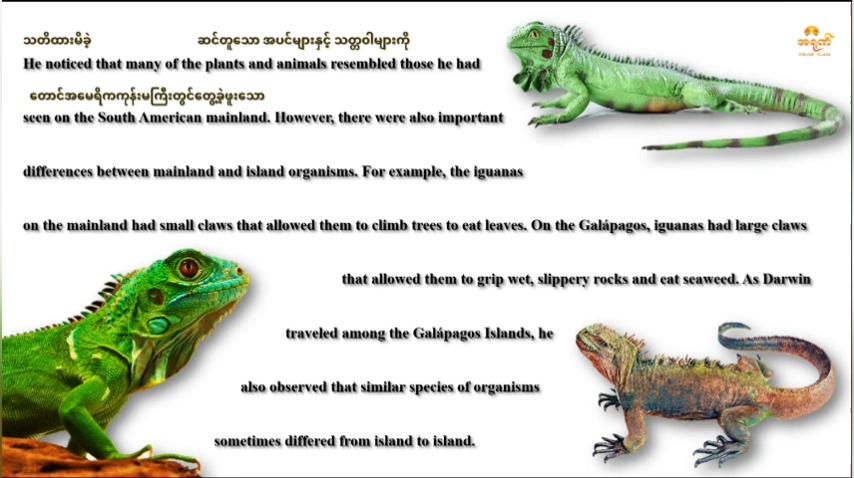 သတိထားမိခဲ့ ဆင်တူသော အပင်များနှင့် သတ္တဝါများကို
အရုဏ်
He noticed that many of the plants and animals resembled those he had
တောင်အမေရိကကုန်းမကြီးတွင်တွေ့ခဲ့ဖူးသော
seen on the South American mainland. However, there were also important
differences between mainland and island organisms. For example, the iguanas
on the mainland had small claws that allowed them to climb trees to eat leaves. On the Galápagos, iguanas had large claws
that allowed them to grip wet, slippery rocks and eat seaweed. As Darwin
traveled among the Galápagos Islands, he
also observed that similar species of organisms
sometimes differed from island to island.